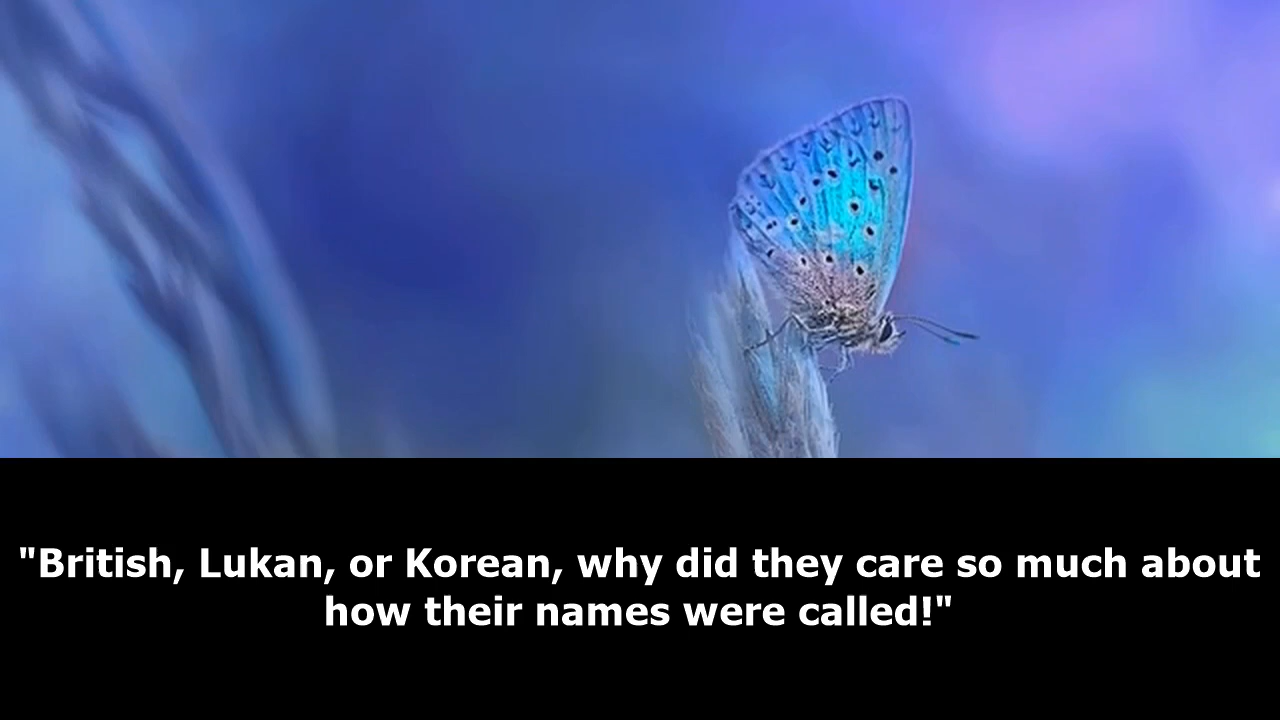 "British, Lukan, or Korean, why did they care so much about
how their names were called!"